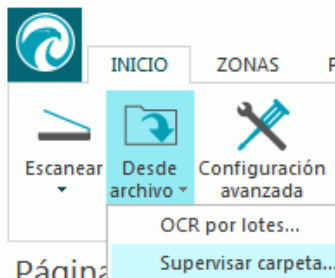 INICIO ZONAS
Escanear Desde archivo Configuración avanzada
OCR por lotes...
Supervisar carpeta...